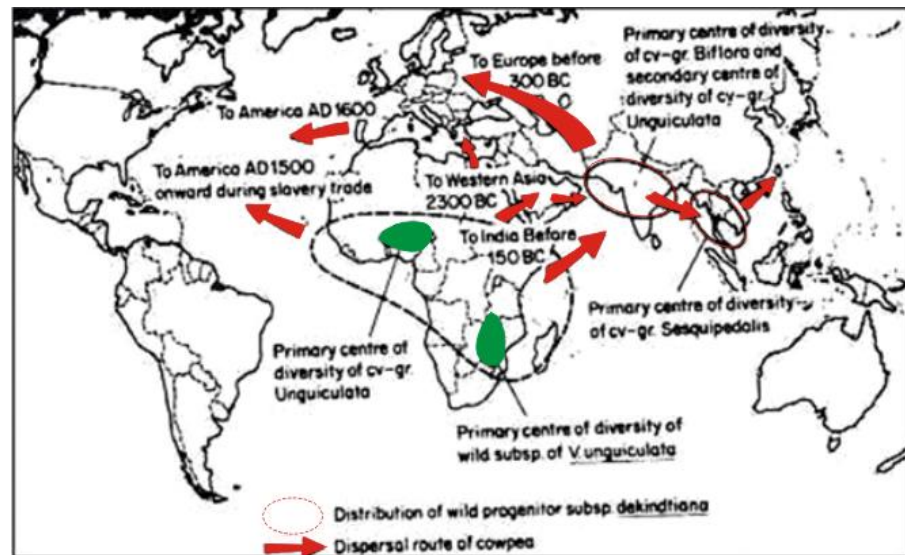 Primary centre of diversity
of cv-gr. Biflora and
secondary centre of
diversity of cv-gr.
Unguiculata
To Europe before
300 BC
To America AD 1600
To America AD 1500
onward during slavery trade
To Western Asia
2300 BC
To India Before
150 BC
Primary centre of diversity
of cv-gr. Sesquipedalis
Primary centre of
diversity of cv-gr.
Unguiculata
Primary centre of diversity of
wild subsp. of V. unguiculata
Distribution of wild progenitor subsp. dekindtiana
Dispersal route of cowpea